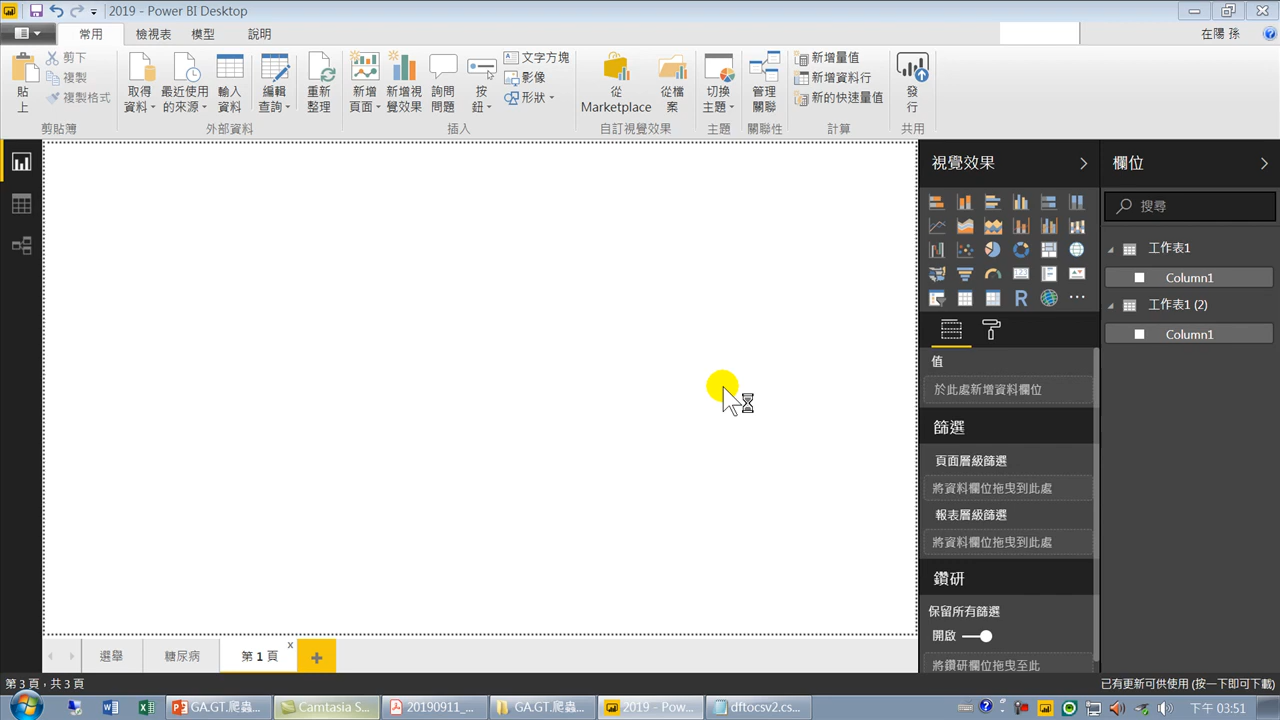 2019 - Power BI Desktop
常用
檢視表
模型
說明
在陽 孫
貼上
剪下
複製
複製格式
剪貼簿
取得資料
最近使用的來源
輸入資料
編輯查詢
重新整理
外部資料
新增頁面
新增視覺效果
詢問問題
按鈕
文字方塊
影像
形狀
插入
從 Marketplace
從檔案
自訂視覺效果
切換主題
主題
管理關聯
關聯性
新增量值
新增資料行
新的快速量值
計算
發行
共用
視覺效果
欄位
搜尋
工作表1
Column1
工作表1 (2)
Column1
R
值
於此處新增資料欄位
篩選
頁面層級篩選
將資料欄位拖曳到此處
報表層級篩選
將資料欄位拖曳到此處
鑽研
保留所有篩選
開啟
將鑽研欄位拖曳至此
選舉
糖尿病
第 1 頁
x
第 3 頁，共 3 頁
已有更新可供使用 (按一下即可下載)
GA.GT.爬蟲...
Camtasia S...
20190911_...
GA.GT.爬蟲...
2019 - Powe...
dftocsv2.cs...
下午 03:51